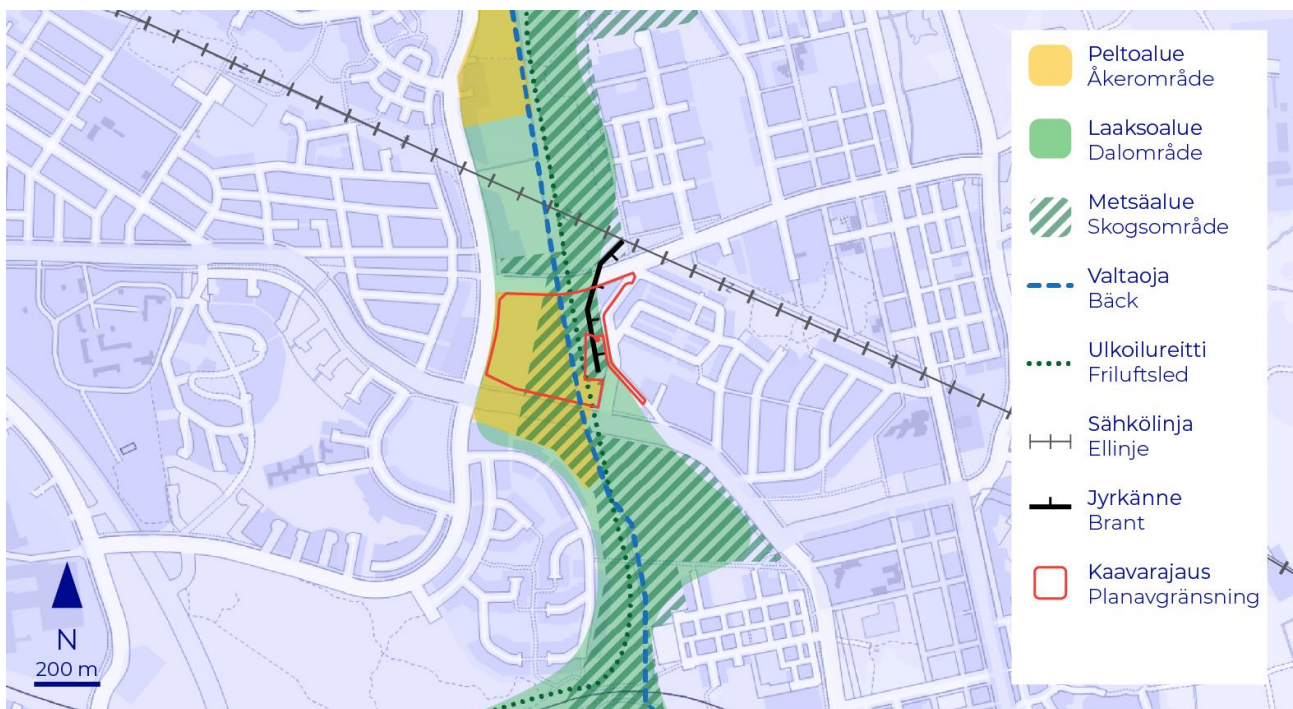 Peltoalue
Åkerområde
Laaksoalue
Dalområde
Metsäalue
Skogsområde
Valtaoja
Bäck
Ulkoilureitti
Friluftsled
Sähkölinja
Ellinje
Jyrkänne
Brant
Kaavarajaus
Planavgränsning
N
200 m